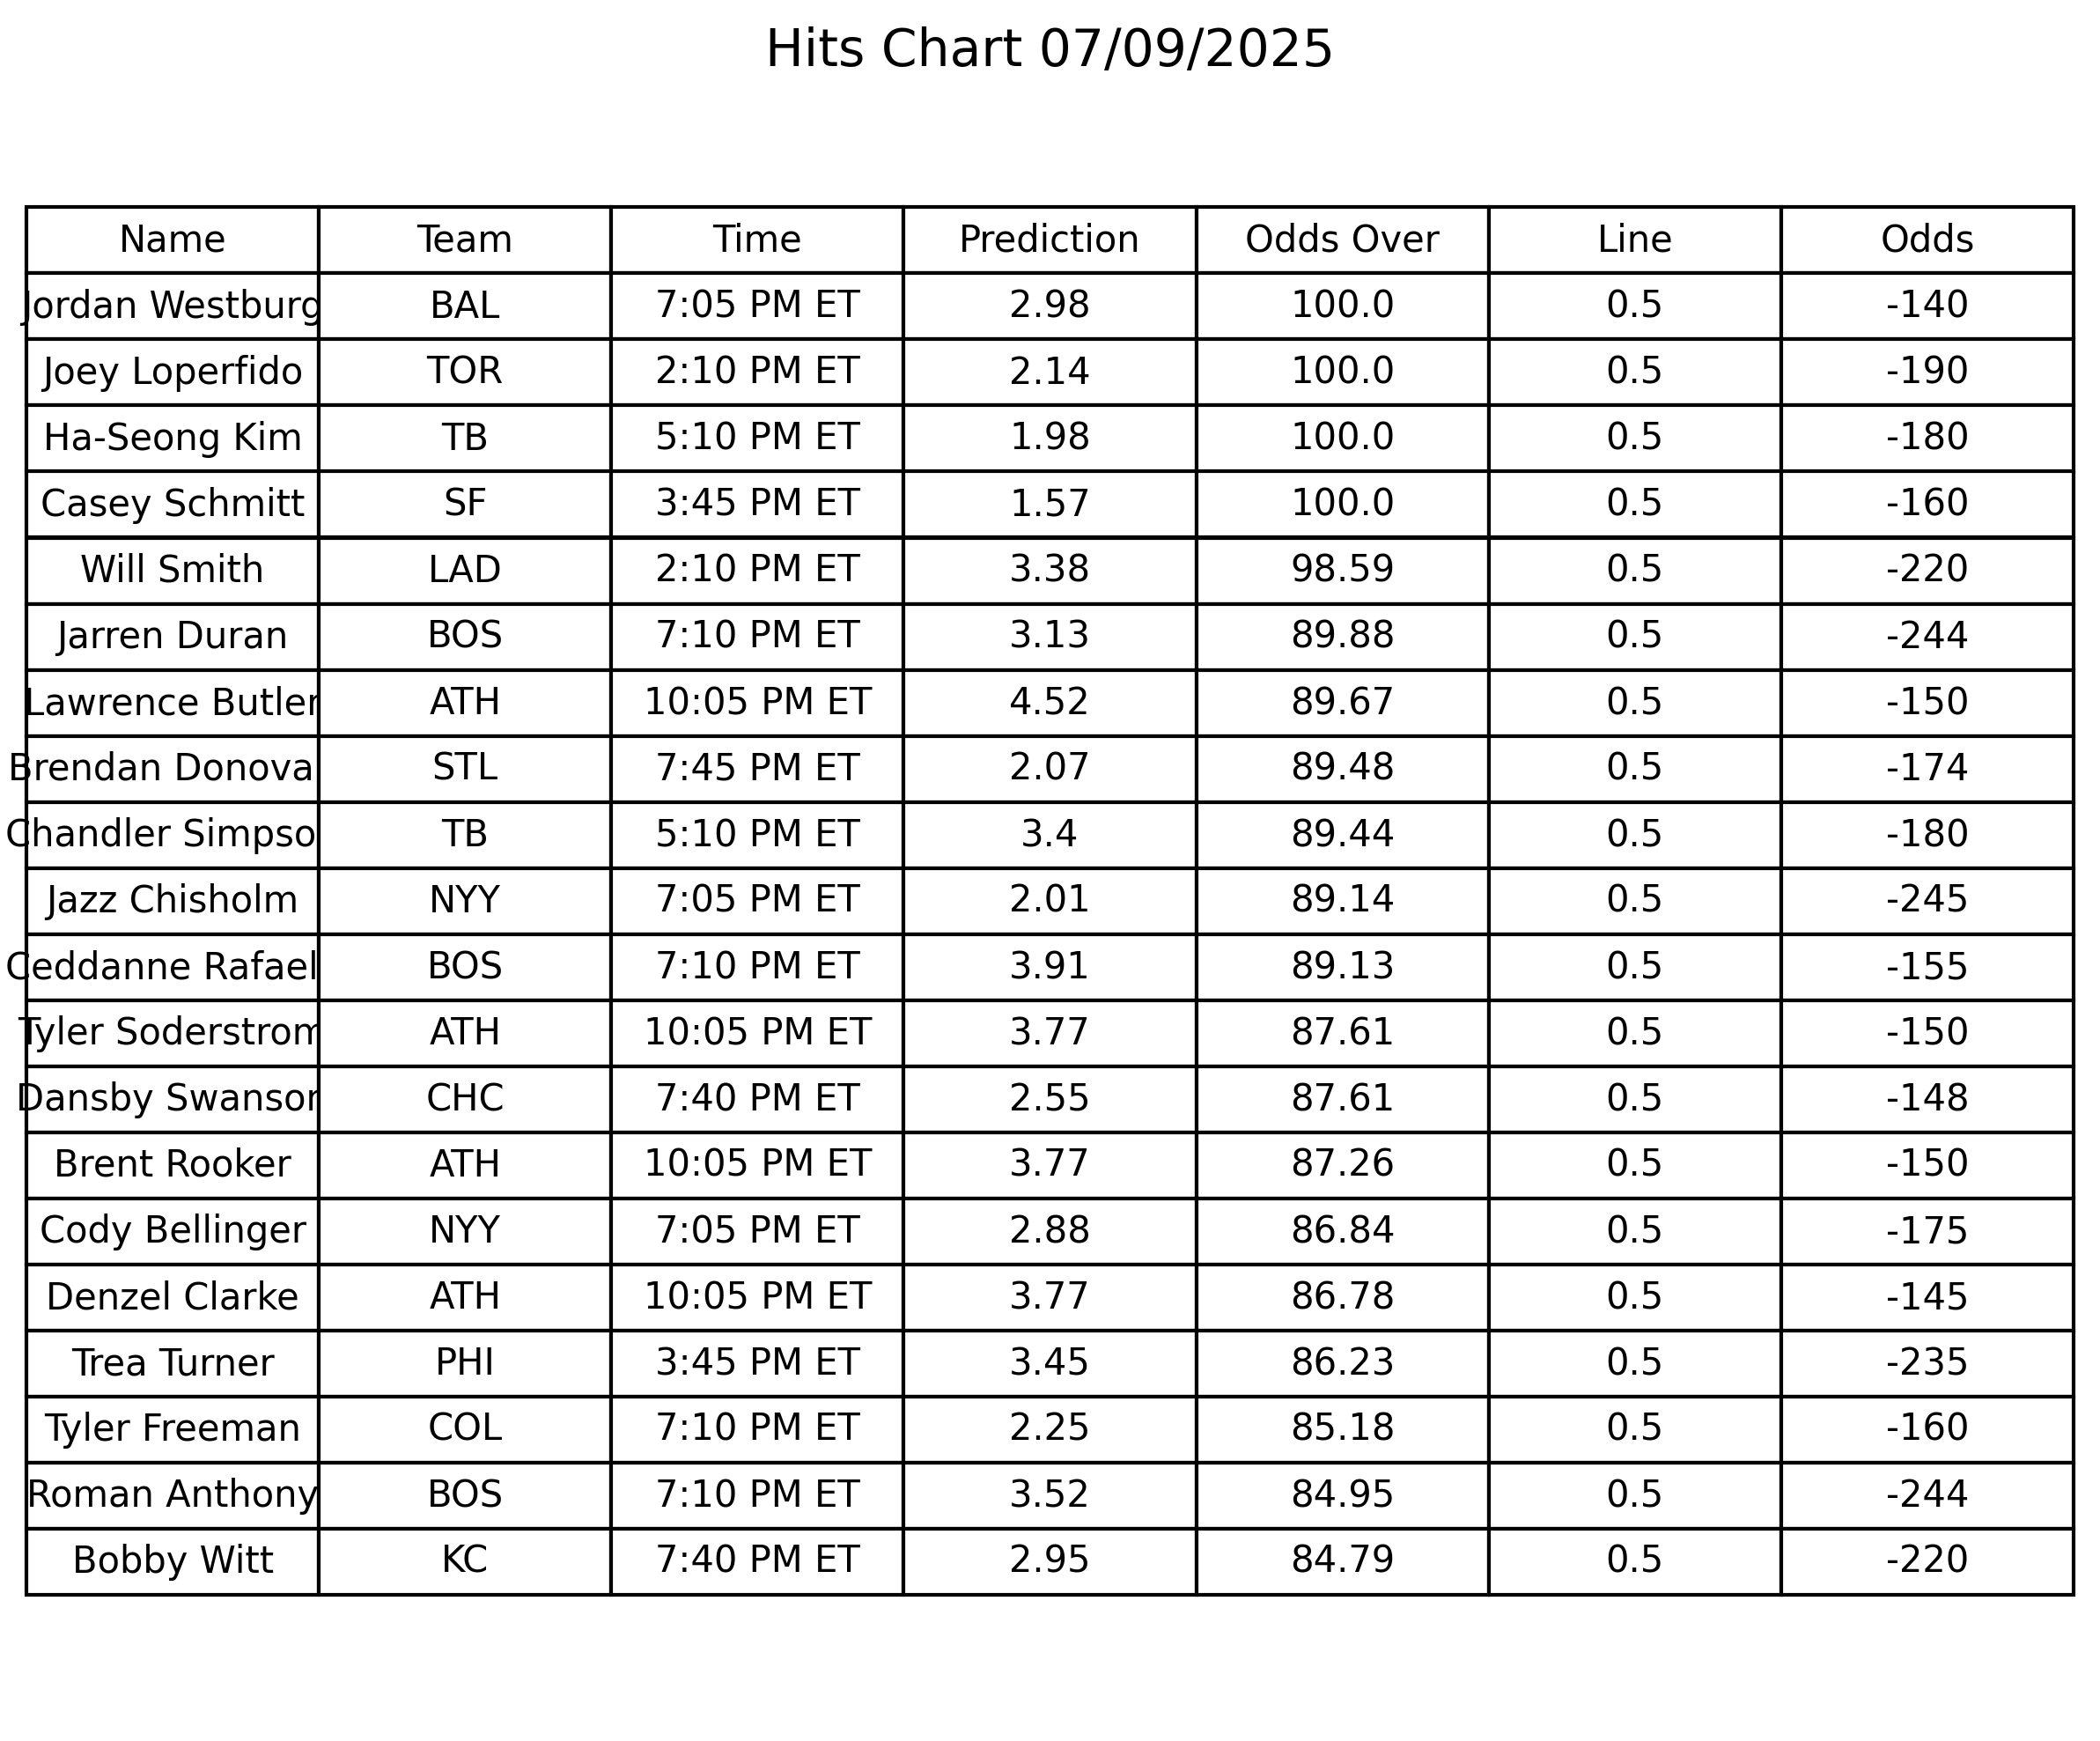 Hits Chart 07/09/2025
Name Team Time Prediction Odds Over Line Odds
Jordan Westburg BAL 7:05 PM ET 2.98 100.0 0.5 -140
Joey Loperfido TOR 2:10 PM ET 2.14 100.0 0.5 -190
Ha-Seong Kim TB 5:10 PM ET 1.98 100.0 0.5 -180
Casey Schmitt SF 3:45 PM ET 1.57 100.0 0.5 -160
Will Smith LAD 2:10 PM ET 3.38 98.59 0.5 -220
Jarren Duran BOS 7:10 PM ET 3.13 89.88 0.5 -244
Lawrence Butler ATH 10:05 PM ET 4.52 89.67 0.5 -150
Brendan Donova STL 7:45 PM ET 2.07 89.48 0.5 -174
Chandler Simpso TB 5:10 PM ET 3.4 89.44 0.5 -180
Jazz Chisholm NYY 7:05 PM ET 2.01 89.14 0.5 -245
Ceddanne Rafael BOS 7:10 PM ET 3.91 89.13 0.5 -155
Tyler Soderstrom ATH 10:05 PM ET 3.77 87.61 0.5 -150
Dansby Swanson CHC 7:40 PM ET 2.55 87.61 0.5 -148
Brent Rooker ATH 10:05 PM ET 3.77 87.26 0.5 -150
Cody Bellinger NYY 7:05 PM ET 2.88 86.84 0.5 -175
Denzel Clarke ATH 10:05 PM ET 3.77 86.78 0.5 -145
Trea Turner PHI 3:45 PM ET 3.45 86.23 0.5 -235
Tyler Freeman COL 7:10 PM ET 2.25 85.18 0.5 -160
Roman Anthony BOS 7:10 PM ET 3.52 84.95 0.5 -244
Bobby Witt KC 7:40 PM ET 2.95 84.79 0.5 -220